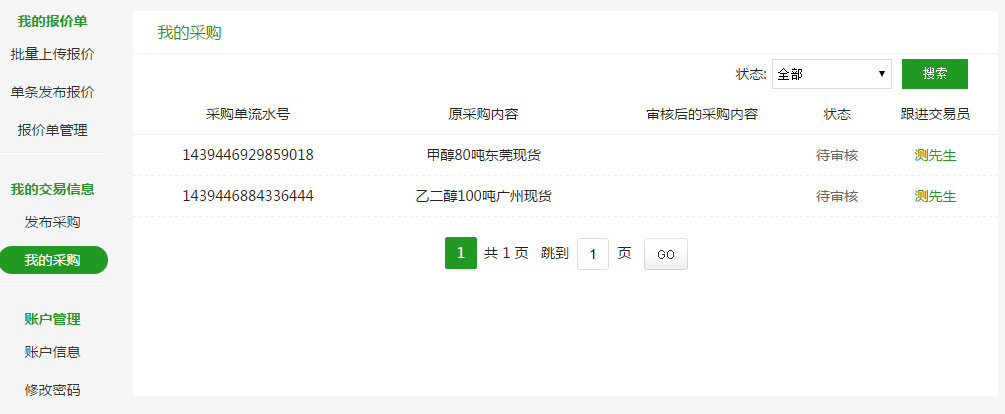 我的报价单
批量上传报价
单条发布报价
报价单管理
我的交易信息
发布采购
我的采购
账户管理
账户信息
修改密码
我的采购
状态: 全部 搜索
采购单流水号 原采购内容 审核后的采购内容 状态 跟进交易员
1439446929859018 甲醇80吨东莞现货 待审核 测先生
1439446884336444 乙二醇100吨广州现货 待审核 测先生
1 共 1 页 跳到 1 页 GO